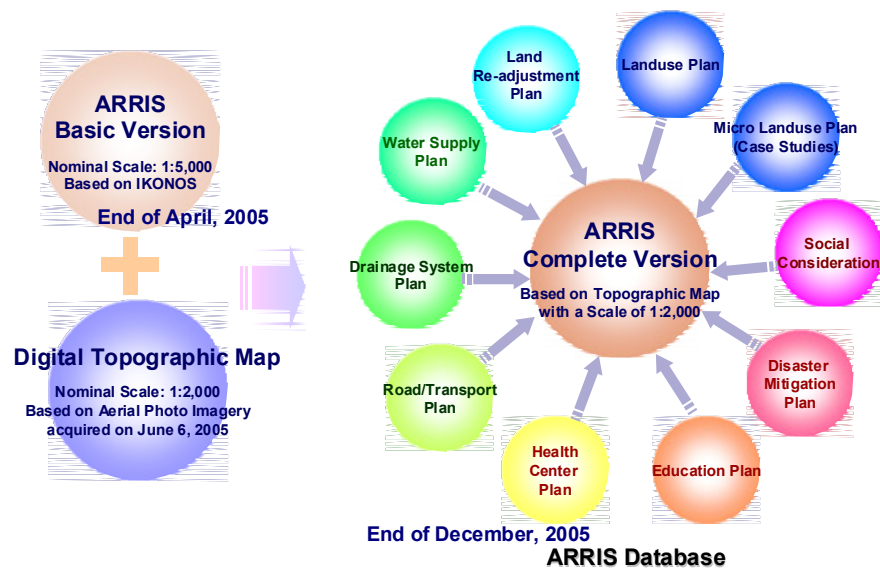 ARRIS
Basic Version
Nominal Scale: 1:5,000
Based on IKONOS
End of April, 2005
Digital Topographic Map
Nominal Scale: 1:2,000
Based on Aerial Photo Imagery
acquired on June 6, 2005
Land
Re-adjustment
Plan
Landuse Plan
Micro Landuse Plan
(Case Studies)
Water Supply
Plan
Social
Consideration
Drainage System
Plan
ARRIS
Complete Version
Based on Topographic Map
with a Scale of 1:2,000
Road/Transport
Plan
Disaster
Mitigation
Plan
Health
Center
Plan
Education Plan
End of December, 2005
ARRIS Database